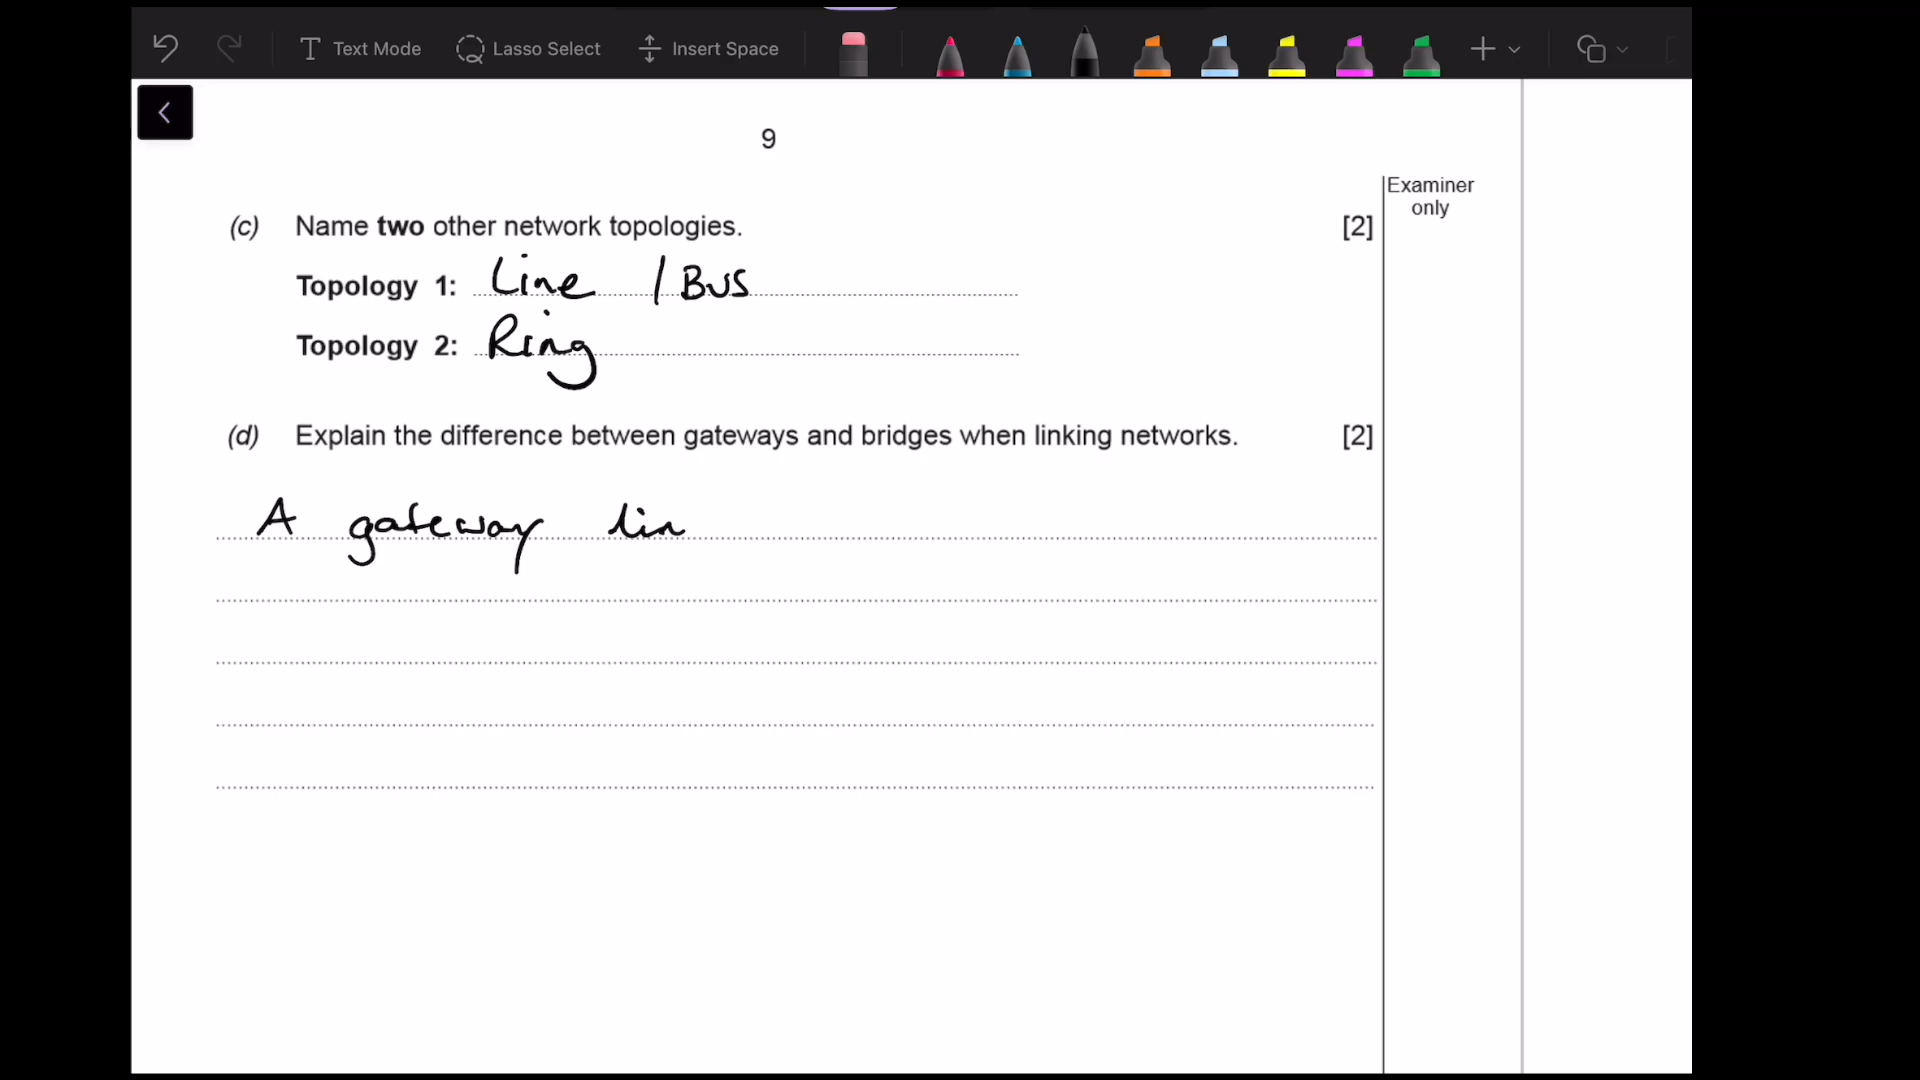 Text Mode Lasso Select Insert Space
9
Examiner
only
(c) Name two other network topologies. [2]
Topology 1: Line / Bus
Topology 2: Ring
(d) Explain the difference between gateways and bridges when linking networks. [2]
A gateway lin